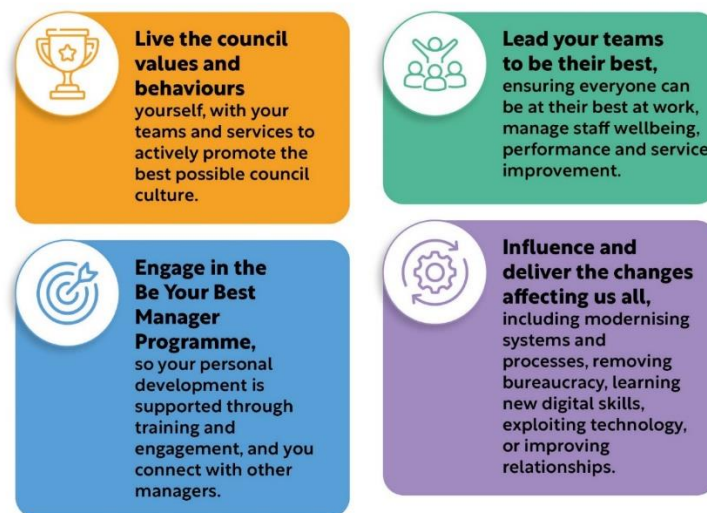 Live the council
values and
behaviours
yourself, with your
teams and services to
actively promote the
best possible council
culture.
Lead your teams
to be their best,
ensuring everyone can
be at their best at work,
manage staff wellbeing,
performance and service
improvement.
Engage in the
Be Your Best
Manager
Programme,
so your personal
development is
supported through
training and
engagement, and you
connect with other
managers.
Influence and
deliver the changes
affecting us all,
including modernising
systems and
processes, removing
bureaucracy, learning
new digital skills,
exploiting technology,
or improving
relationships.